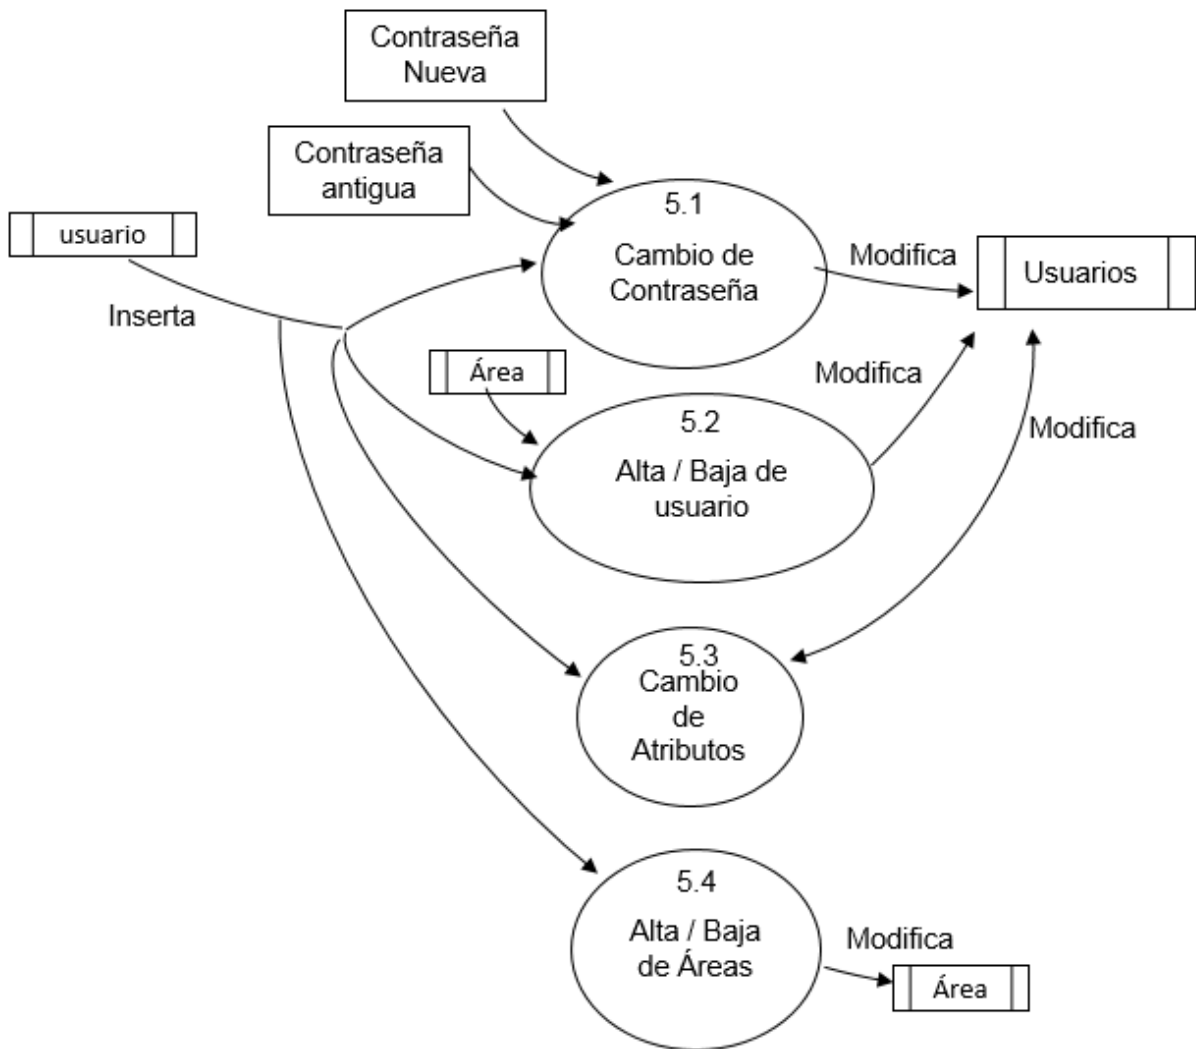 Contraseña
Nueva
Contraseña
antigua
usuario
Inserta
5.1
Cambio de
Contraseña
Modifica
Usuarios
Área
5.2
Alta / Baja de
usuario
Modifica
Modifica
5.3
Cambio
de
Atributos
5.4
Alta / Baja
de Áreas
Modifica
Área